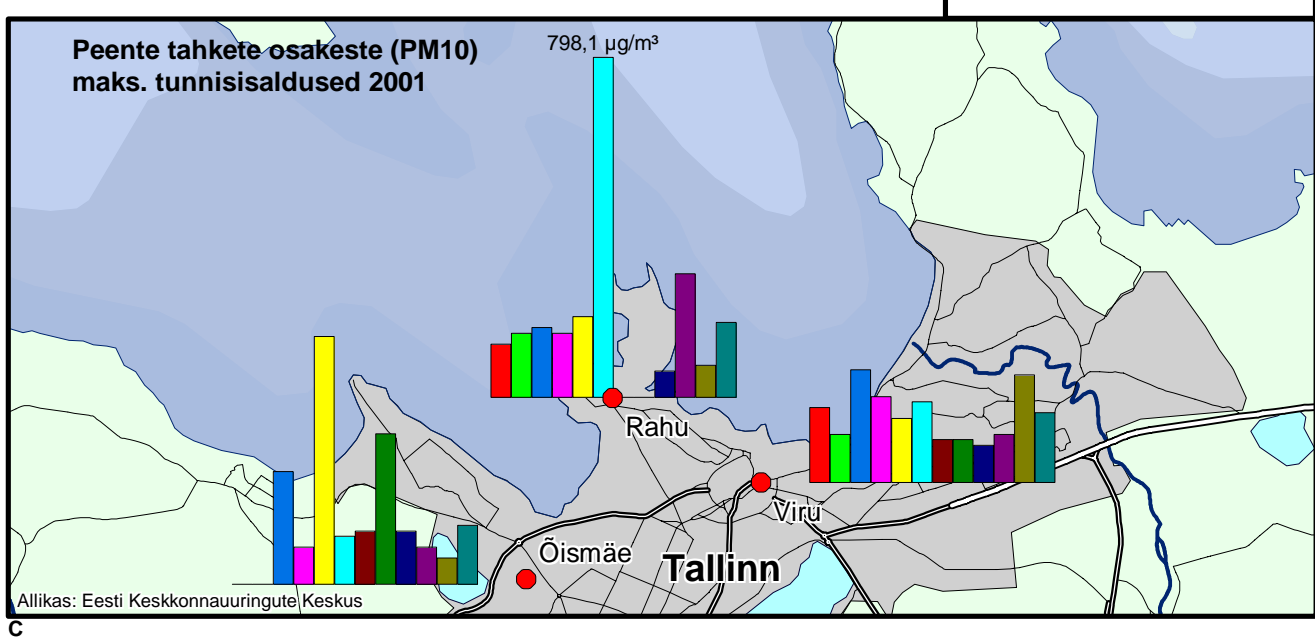 Peente tahkete osakeste (PM10)
maks. tunnisisaldused 2001
798,1 µg/m³
Rahu
Viru
Õismäe
Tallinn
Allikas: Eesti Keskkonnauuringute Keskus
C